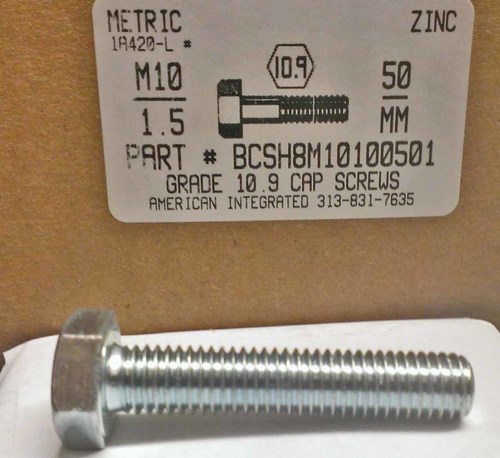 METRIC ZINC
1A420-L #
M10 10.9 50
1.5 MM
PART # BCSH8M10100501
GRADE 10.9 CAP SCREWS
AMERICAN INTEGRATED 313-831-7635